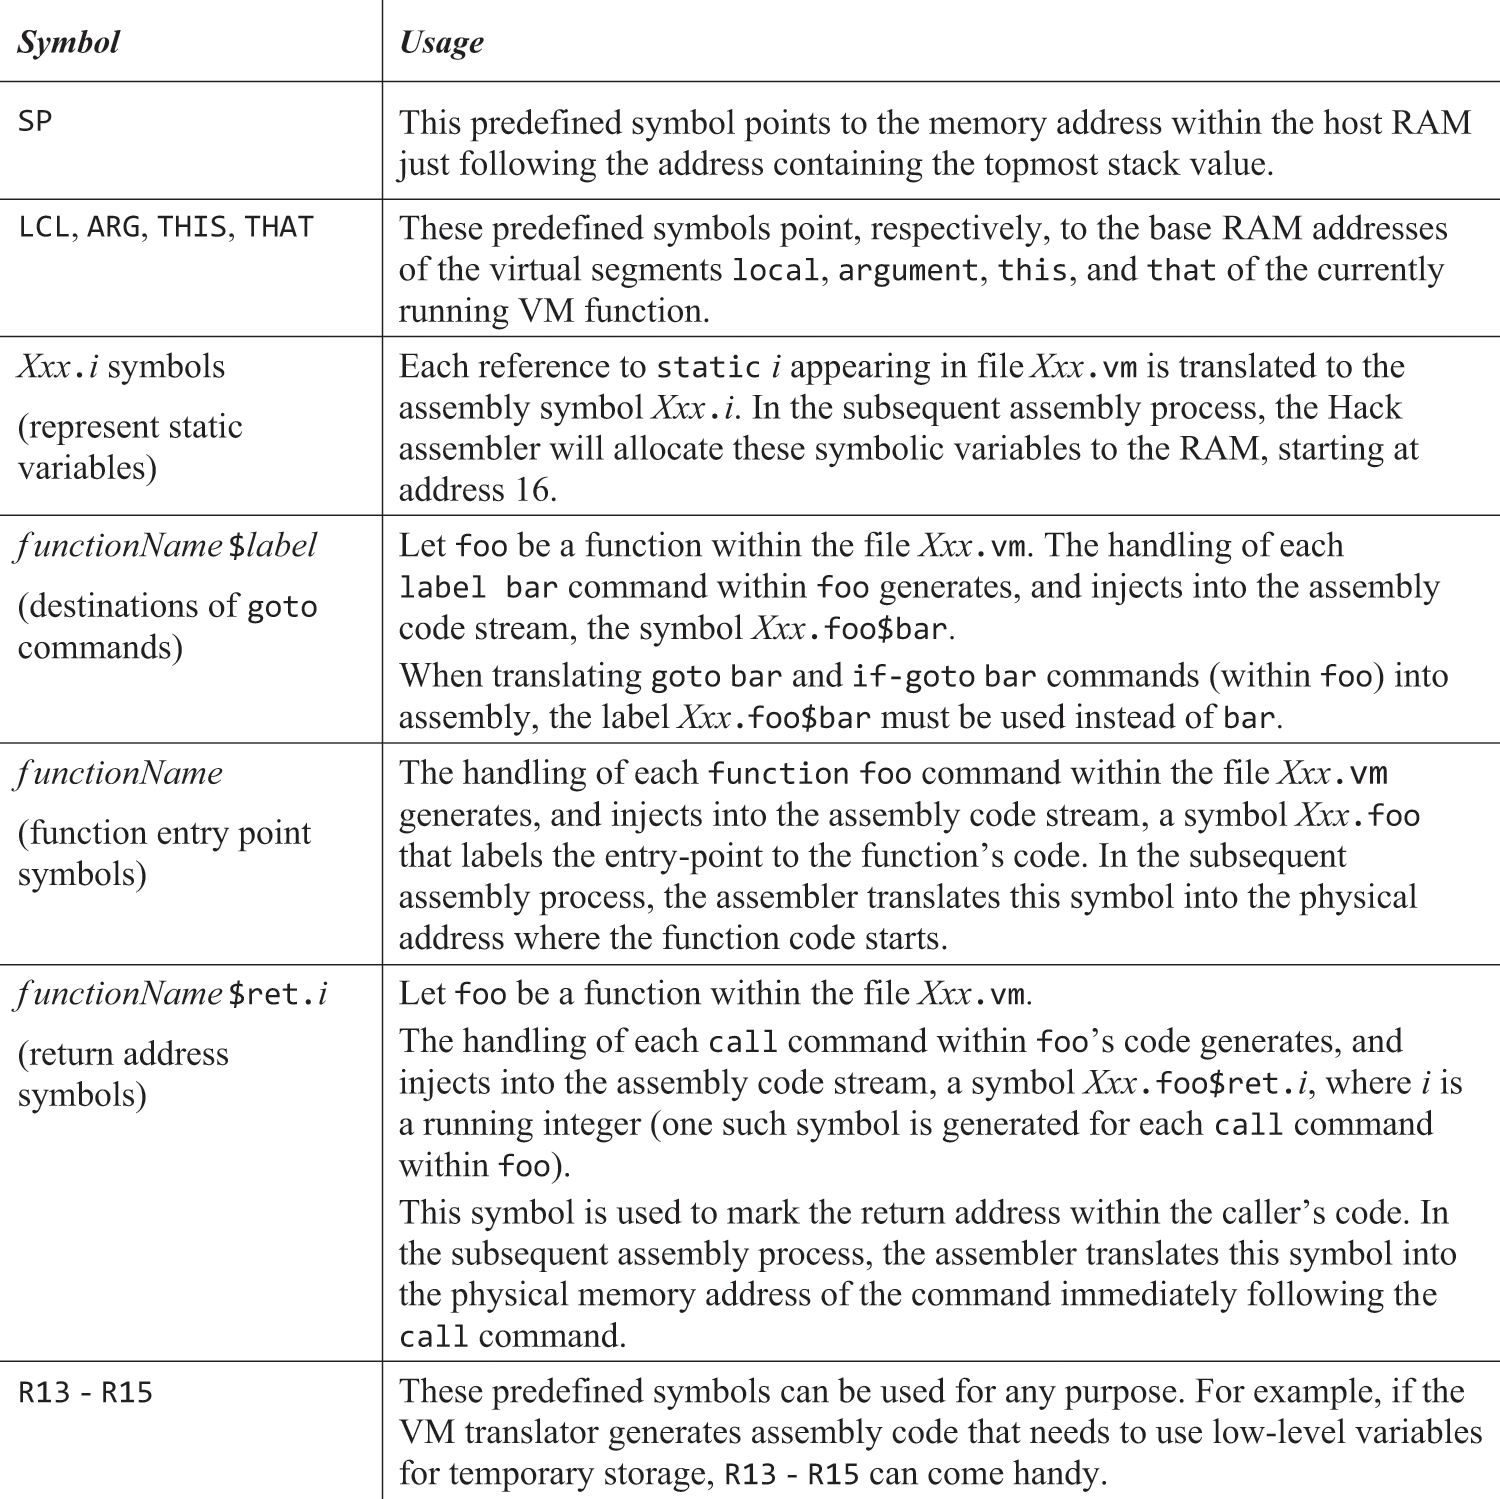 Symbol
Usage
SP
This predefined symbol points to the memory address within the host RAM
just following the address containing the topmost stack value.
LCL, ARG, THIS, THAT
These predefined symbols point, respectively, to the base RAM addresses
of the virtual segments local, argument, this, and that of the currently
running VM function.
Xxx.i symbols
(represent static
variables)
Each reference to static i appearing in file Xxx.vm is translated to the
assembly symbol Xxx.i. In the subsequent assembly process, the Hack
assembler will allocate these symbolic variables to the RAM, starting at
address 16.
functionName$label
(destinations of goto
commands)
Let foo be a function within the file Xxx.vm. The handling of each
label bar command within foo generates, and injects into the assembly
code stream, the symbol Xxx.foo$bar.
When translating goto bar and if-goto bar commands (within foo) into
assembly, the label Xxx.foo$bar must be used instead of bar.
functionName
(function entry point
symbols)
The handling of each function foo command within the file Xxx.vm
generates, and injects into the assembly code stream, a symbol Xxx.foo
that labels the entry-point to the function’s code. In the subsequent
assembly process, the assembler translates this symbol into the physical
address where the function code starts.
functionName$ret.i
(return address
symbols)
Let foo be a function within the file Xxx.vm.
The handling of each call command within foo’s code generates, and
injects into the assembly code stream, a symbol Xxx.foo$ret.i, where i is
a running integer (one such symbol is generated for each call command
within foo).
This symbol is used to mark the return address within the caller’s code. In
the subsequent assembly process, the assembler translates this symbol into
the physical memory address of the command immediately following the
call command.
R13 - R15
These predefined symbols can be used for any purpose. For example, if the
VM translator generates assembly code that needs to use low-level variables
for temporary storage, R13 - R15 can come handy.